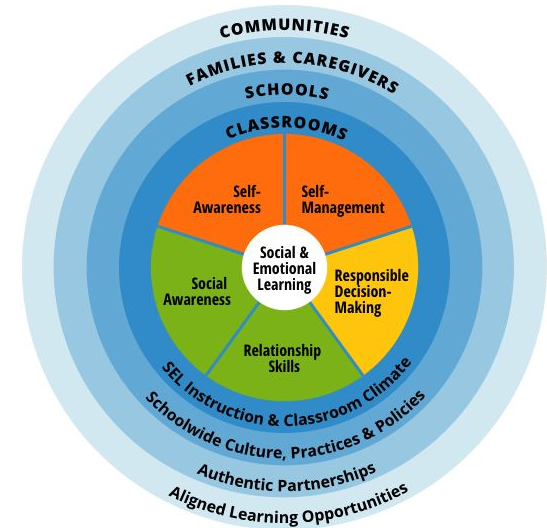 COMMUNITIES
FAMILIES & CAREGIVERS
SCHOOLS
CLASSROOMS
Self-
Awareness
Self-
Management
Social &
Emotional
Learning
Social
Awareness
Responsible
Decision-
Making
Relationship
Skills
SEL Instruction & Classroom Climate
Schoolwide Culture, Practices & Policies
Authentic Partnerships
Aligned Learning Opportunities